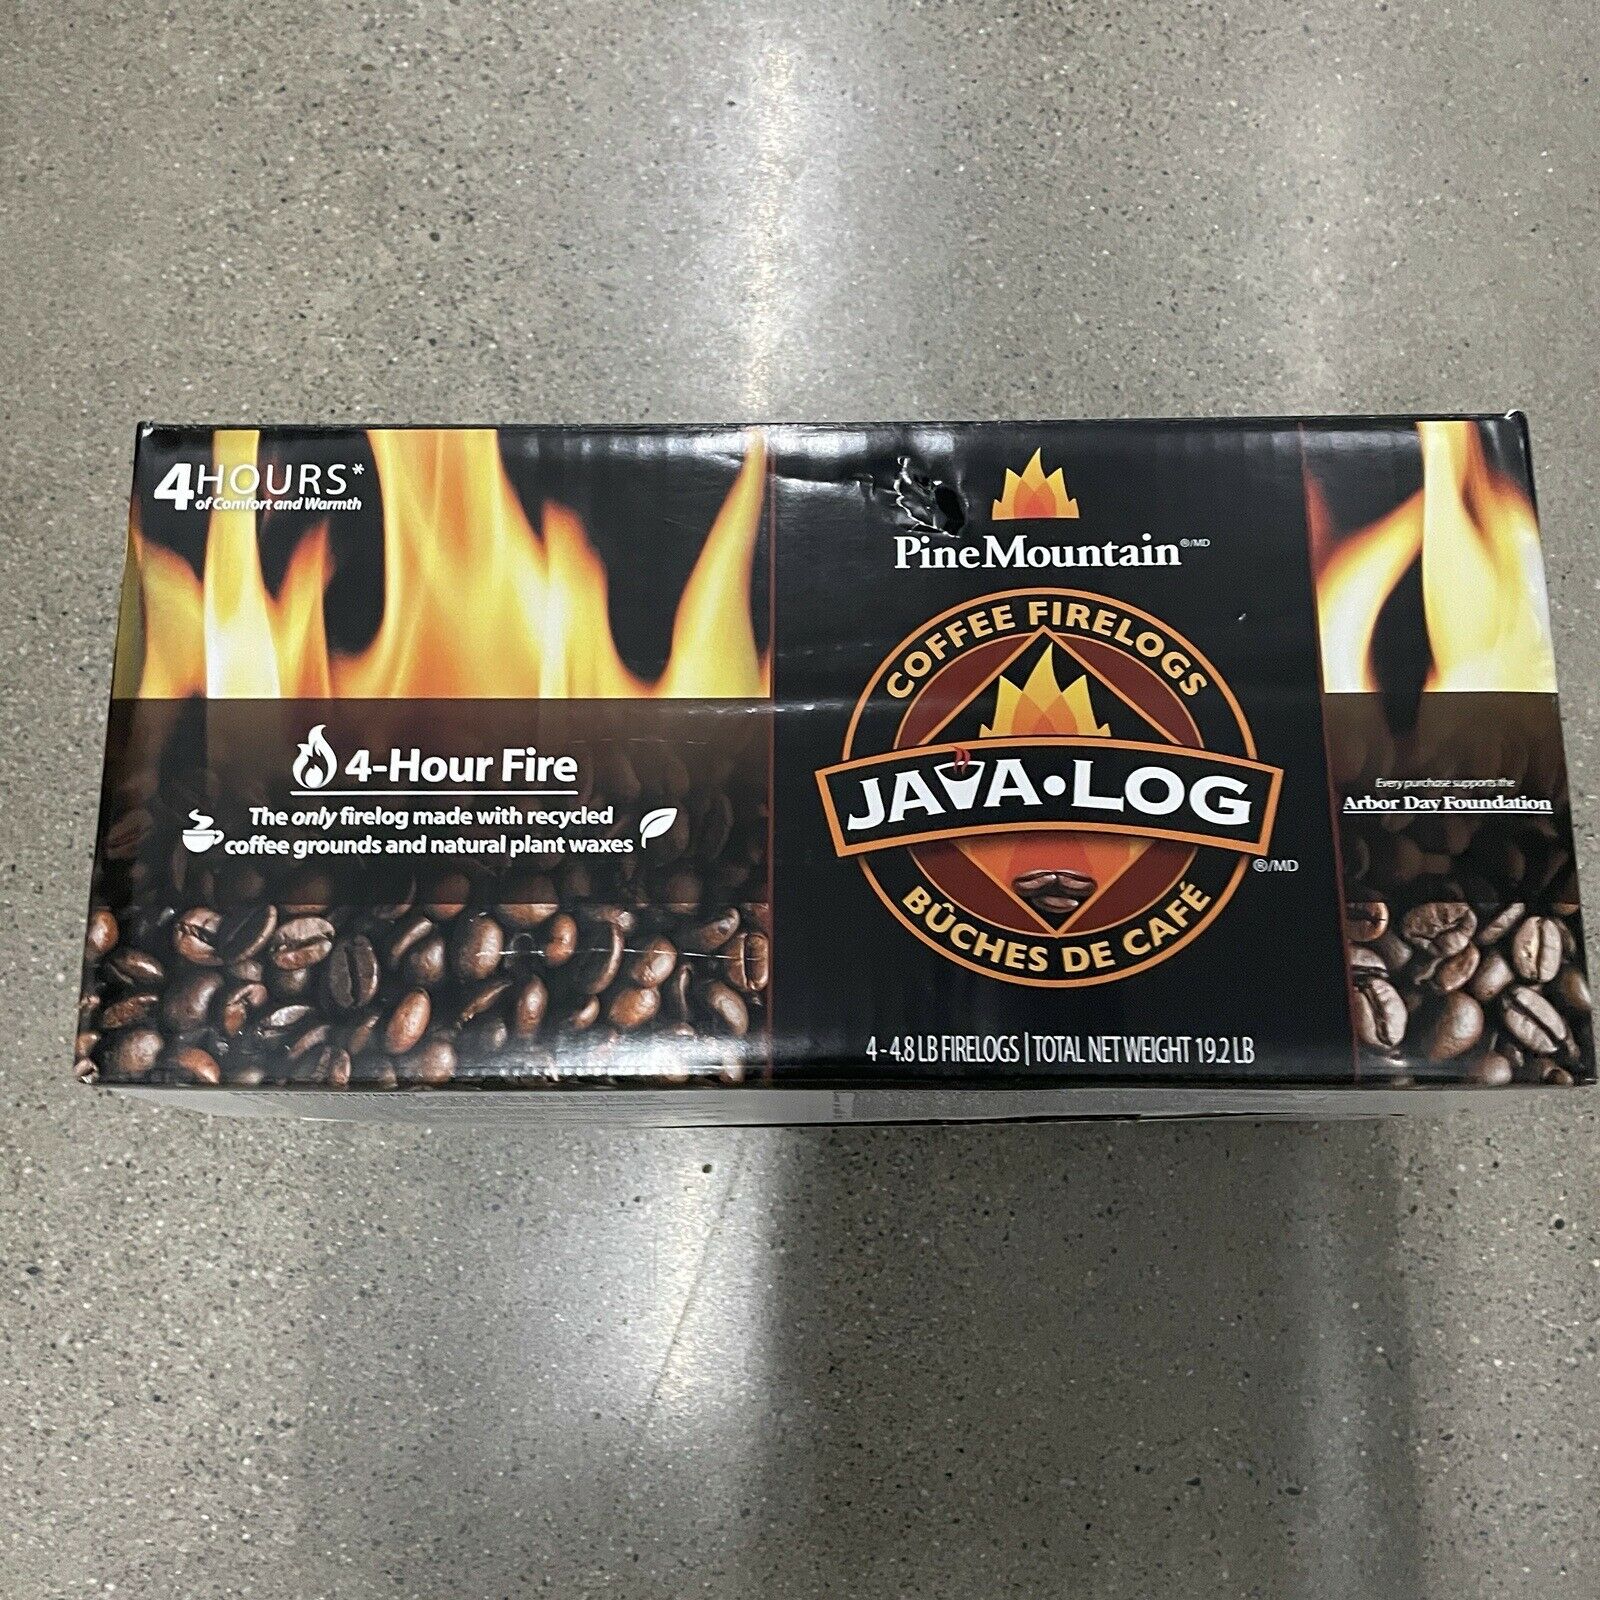 4 HOURS*
of Comfort and Warmth
4-Hour Fire
The only firelog made with recycled
coffee grounds and natural plant waxes
PineMountain®/MD
COFFEE FIRELOGS
JAVA•LOG
®/MD
BÛCHES DE CAFÉ
4 - 4.8 LB FIRELOGS | TOTAL NET WEIGHT 19.2 LB
Every purchase supports the
Arbor Day Foundation